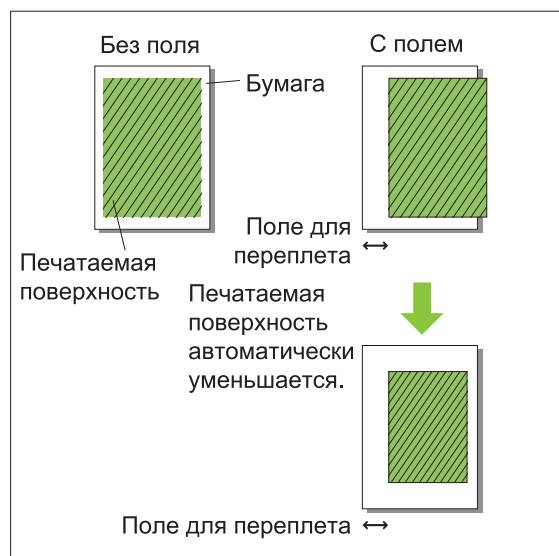 Без поля
С полем
Бумага
Поле для
переплета
Печатаемая
поверхность
Печатаемая
поверхность
автоматически
уменьшается.
Поле для переплета